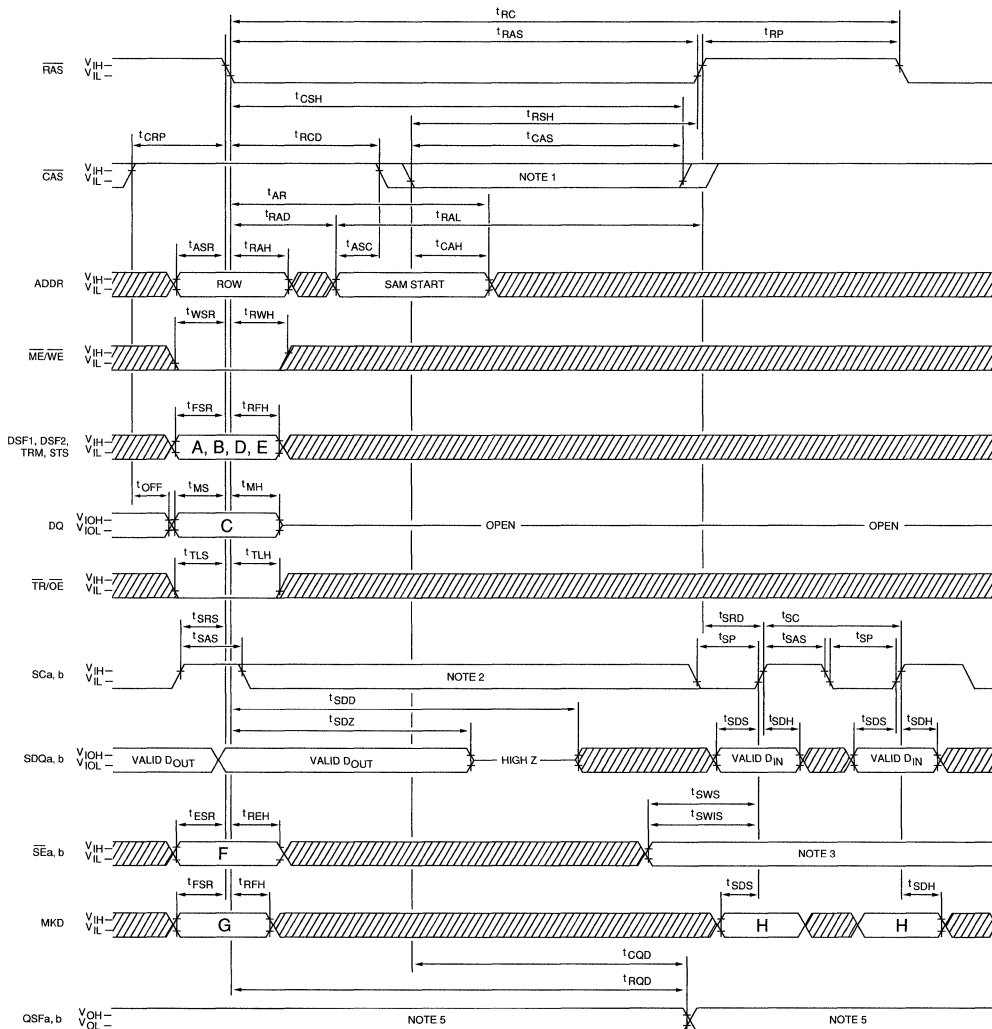 tRC
tRAS
tRP
RAS
VIH
VIL
tCSH
tRSH
tCRP
tRCD
tCAS
CAS
VIH
VIL
NOTE 1
tAR
tRAD
tRAL
tASR
tRAH
tASC
tCAH
ADDR
VIH
VIL
ROW
SAM START
tWSR
tRWH
ME/WE
VIH
VIL
tFSR
tRFH
DSF1, DSF2,
TRM, STS
VIH
VIL
A, B, D, E
tOFF
tMS
tMH
DQ
VIOH
VIOL
C
OPEN
OPEN
tTLS
tTLH
TR/OE
VIH
VIL
tSRS
tSRD
tSC
tSAS
tSP
tSAS
tSP
SCa, b
VIH
VIL
NOTE 2
tSDD
tSDZ
tSDS
tSDH
tSDS
tSDH
SDQa, b
VIOH
VIOL
VALID DOUT
VALID DOUT
HIGH Z
VALID DIN
VALID DIN
tSWS
tESR
tREH
tSWIS
SEa, b
VIH
VIL
F
NOTE 3
tFSR
tRFH
tSDS
tSDH
MKD
VIH
VIL
G
H
H
tCQD
tRQD
QSFa, b
VOH
VOL
NOTE 5
NOTE 5